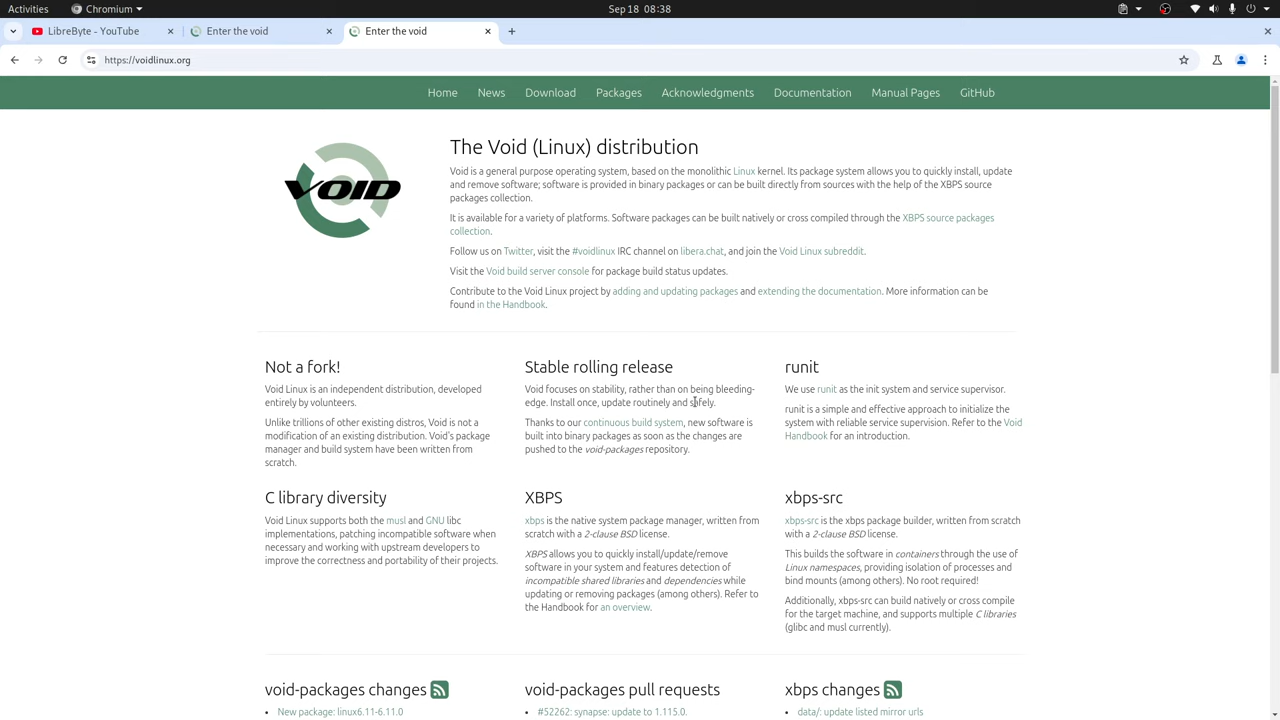 Activities
Chromium
Sep 18 08:38
LibreByte - YouTube
Enter the void
Enter the void
https://voidlinux.org
Home
News
Download
Packages
Acknowledgments
Documentation
Manual Pages
GitHub
VOID
The Void (Linux) distribution
Void is a general purpose operating system, based on the monolithic Linux kernel. Its package system allows you to quickly install, update
and remove software; software is provided in binary packages or can be built directly from sources with the help of the XBPS source
packages collection.
It is available for a variety of platforms. Software packages can be built natively or cross compiled through the XBPS source packages
collection.
Follow us on Twitter, visit the #voidlinux IRC channel on libera.chat, and join the Void Linux subreddit.
Visit the Void build server console for package build status updates.
Contribute to the Void Linux project by adding and updating packages and extending the documentation. More information can be
found in the Handbook.
Not a fork!
Void Linux is an independent distribution, developed
entirely by volunteers.
Unlike trillions of other existing distros, Void is not a
modification of an existing distribution. Void's package
manager and build system have been written from
scratch.
Stable rolling release
Void focuses on stability, rather than on being bleeding-
edge. Install once, update routinely and safely.
Thanks to our continuous build system, new software is
built into binary packages as soon as the changes are
pushed to the void-packages repository.
runit
We use runit as the init system and service supervisor.
runit is a simple and effective approach to initialize the
system with reliable service supervision. Refer to the Void
Handbook for an introduction.
C library diversity
Void Linux supports both the musl and GNU libc
implementations, patching incompatible software when
necessary and working with upstream developers to
improve the correctness and portability of their projects.
XBPS
xbps is the native system package manager, written from
scratch with a 2-clause BSD license.
XBPS allows you to quickly install/update/remove
software in your system and features detection of
incompatible shared libraries and dependencies while
updating or removing packages (among others). Refer to
the Handbook for an overview.
xbps-src
xbps-src is the xbps package builder, written from scratch
with a 2-clause BSD license.
This builds the software in containers through the use of
Linux namespaces, providing isolation of processes and
bind mounts (among others). No root required!
Additionally, xbps-src can build natively or cross compile
for the target machine, and supports multiple C libraries
(glibc and musl currently).
void-packages changes
• New package: linux6.11-6.11.0
void-packages pull requests
• #52262: synapse: update to 1.115.0.
xbps changes
• data/: update listed mirror urls